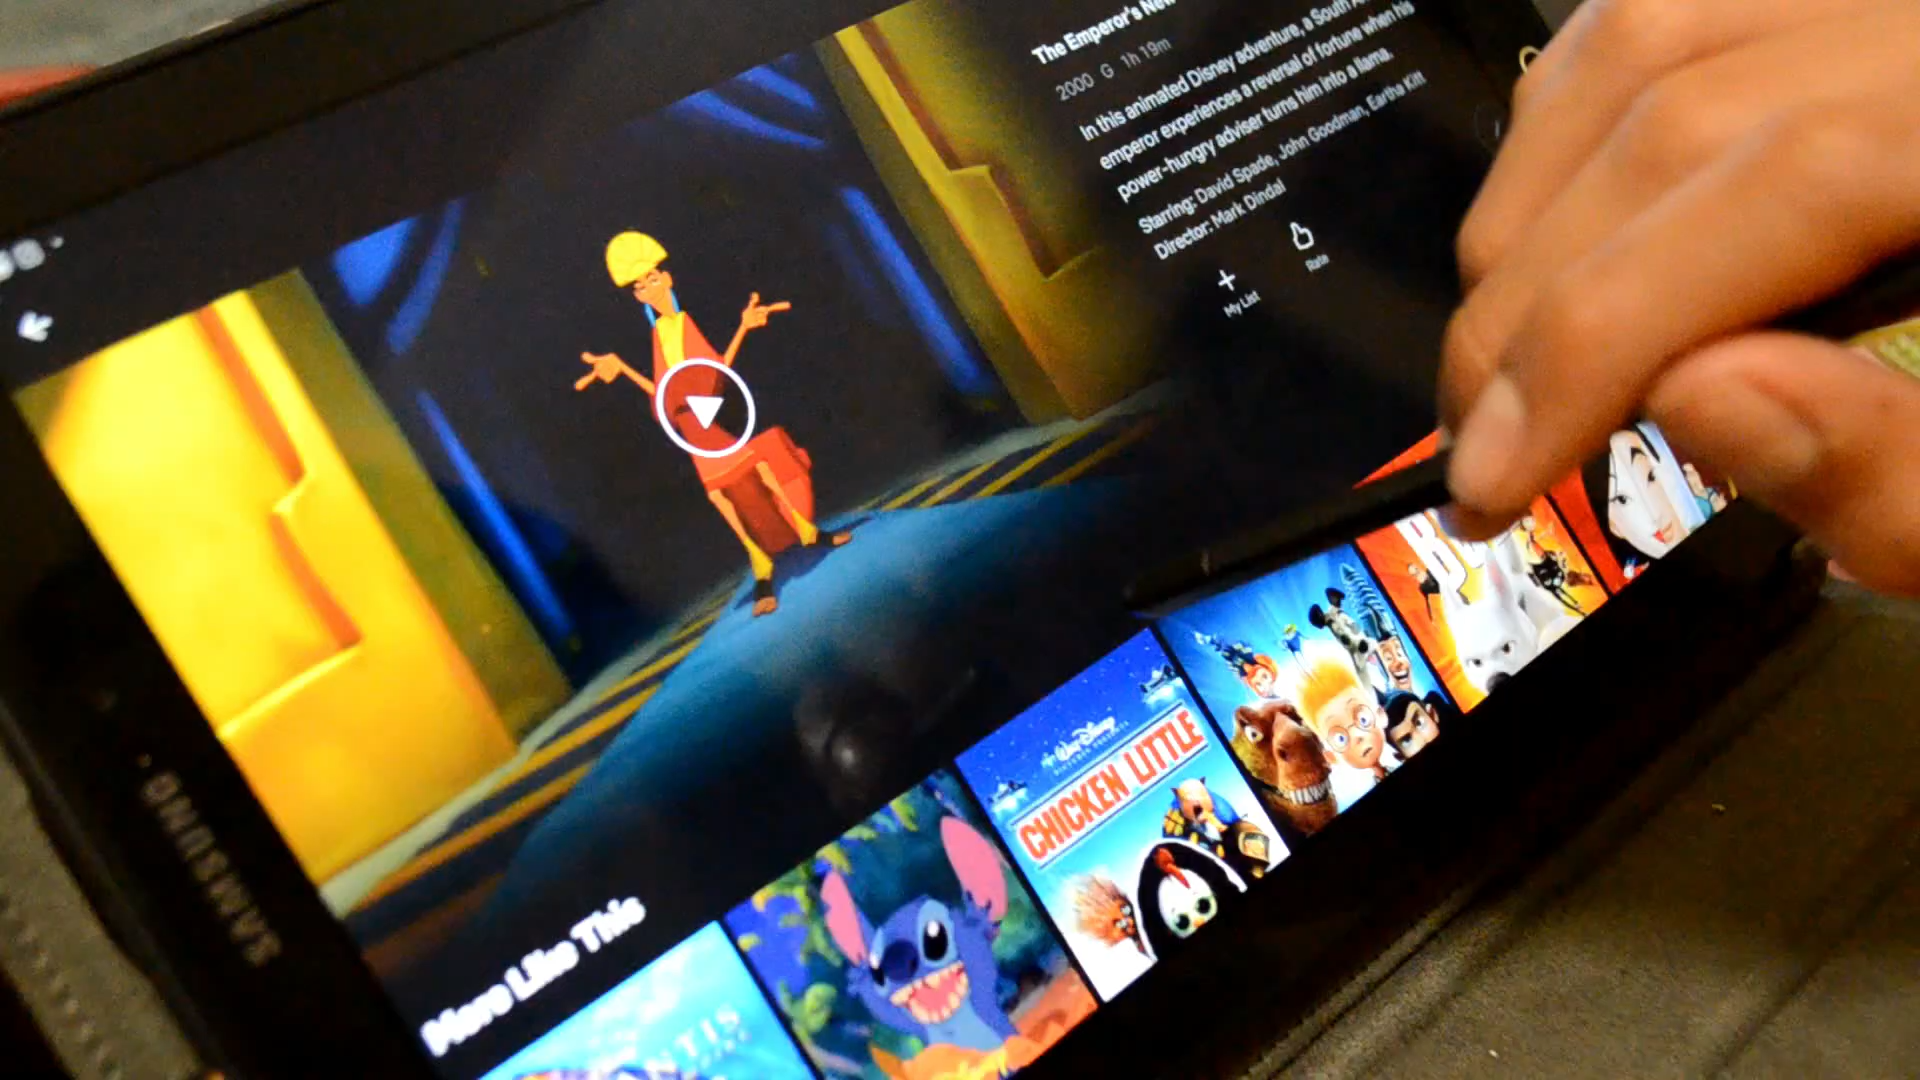 The Emperor's New
2000 G 1h 19m
In this animated Disney adventure, a South
emperor experiences a reversal of fortune when his
power-hungry adviser turns him into a llama.
Starring: David Spade, John Goodman, Eartha Kitt
Director: Mark Dindal
My List
Rate
SAMSUNG
More Like This
Walt Disney
PICTURES PRESENTS
CHICKEN LITTLE